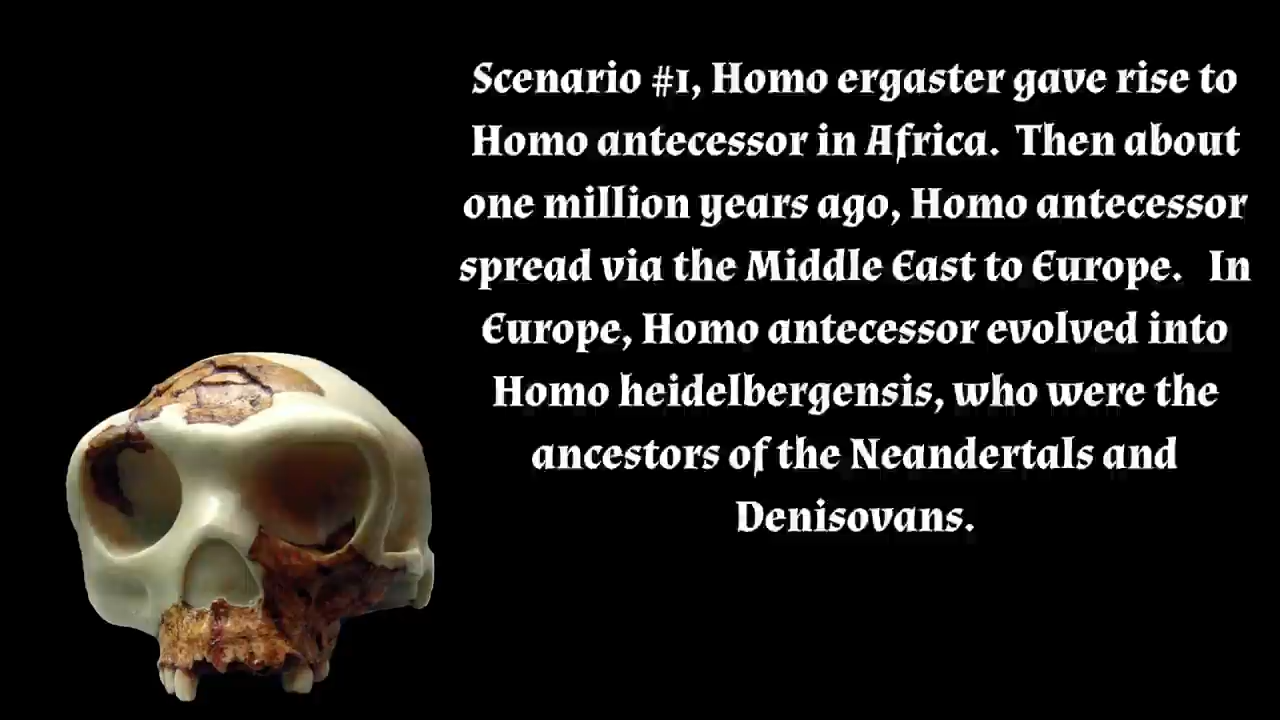 Scenario #1, Homo ergaster gave rise to
Homo antecessor in Africa. Then about
one million years ago, Homo antecessor
spread via the Middle East to Europe. In
Europe, Homo antecessor evolved into
Homo heidelbergensis, who were the
ancestors of the Neandertals and
Denisovans.